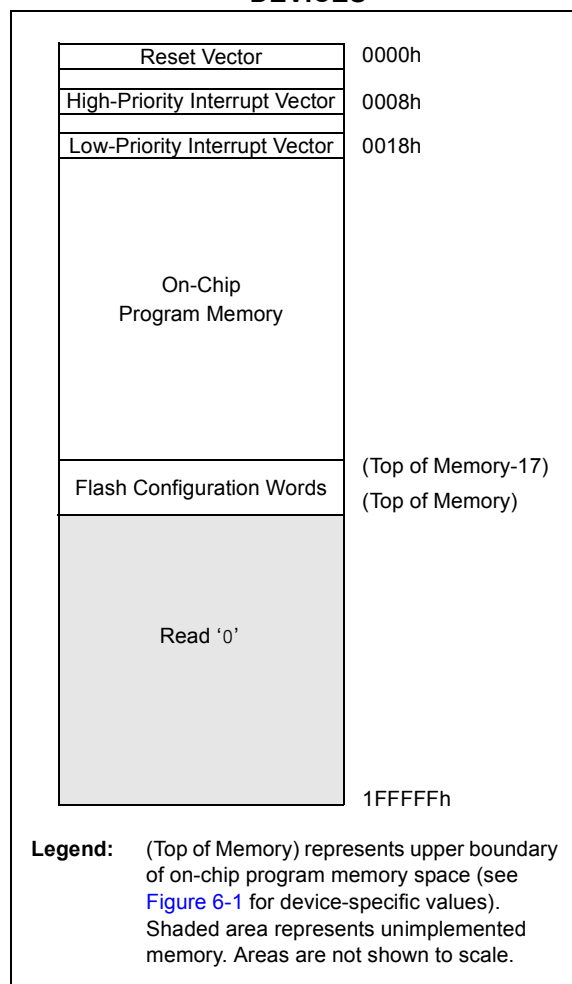 DEVICES
Reset Vector 0000h
High-Priority Interrupt Vector 0008h
Low-Priority Interrupt Vector 0018h
On-Chip
Program Memory
(Top of Memory-17)
Flash Configuration Words
(Top of Memory)
Read ‘0’
1FFFFFh
Legend: (Top of Memory) represents upper boundary
of on-chip program memory space (see
Figure 6-1 for device-specific values).
Shaded area represents unimplemented
memory. Areas are not shown to scale.